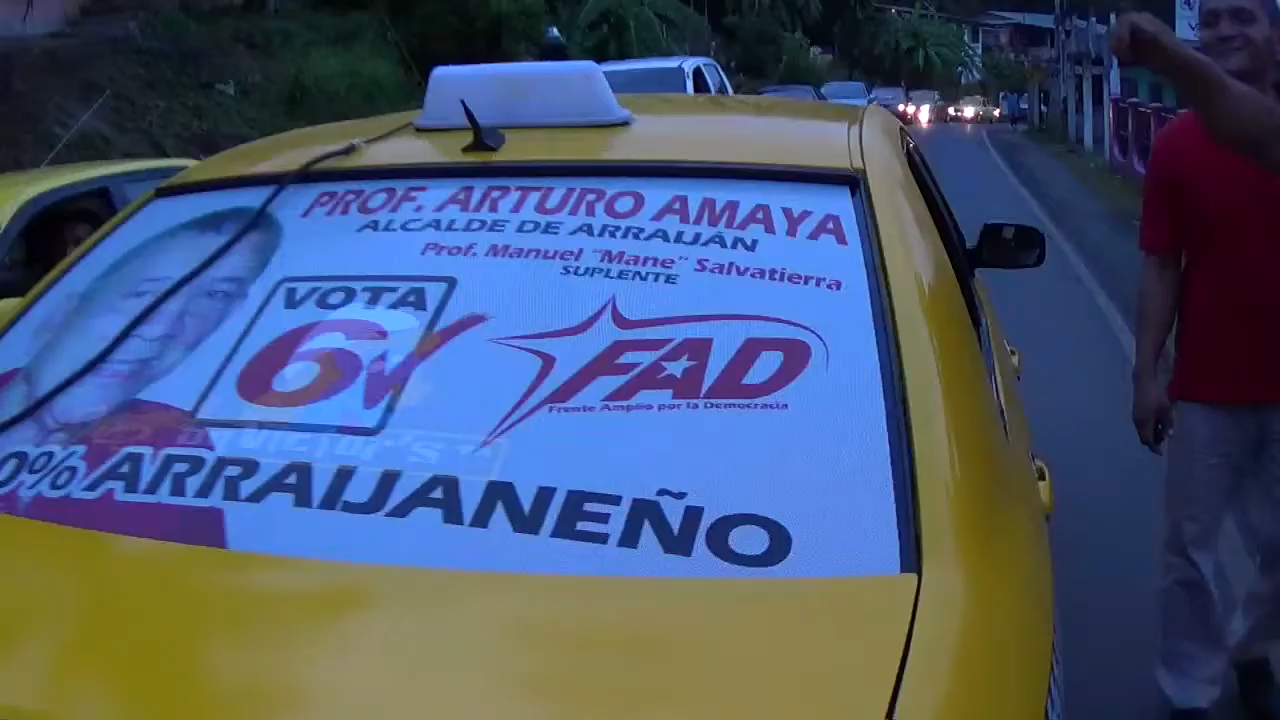 PROF. ARTURO AMAYA
ALCALDE DE ARRAIJÁN
Prof. Manuel "Mane" Salvatierra
SUPLENTE
VOTA
6
FAD
Frente Amplio por la Democracia
0% ARRAIJANEÑO